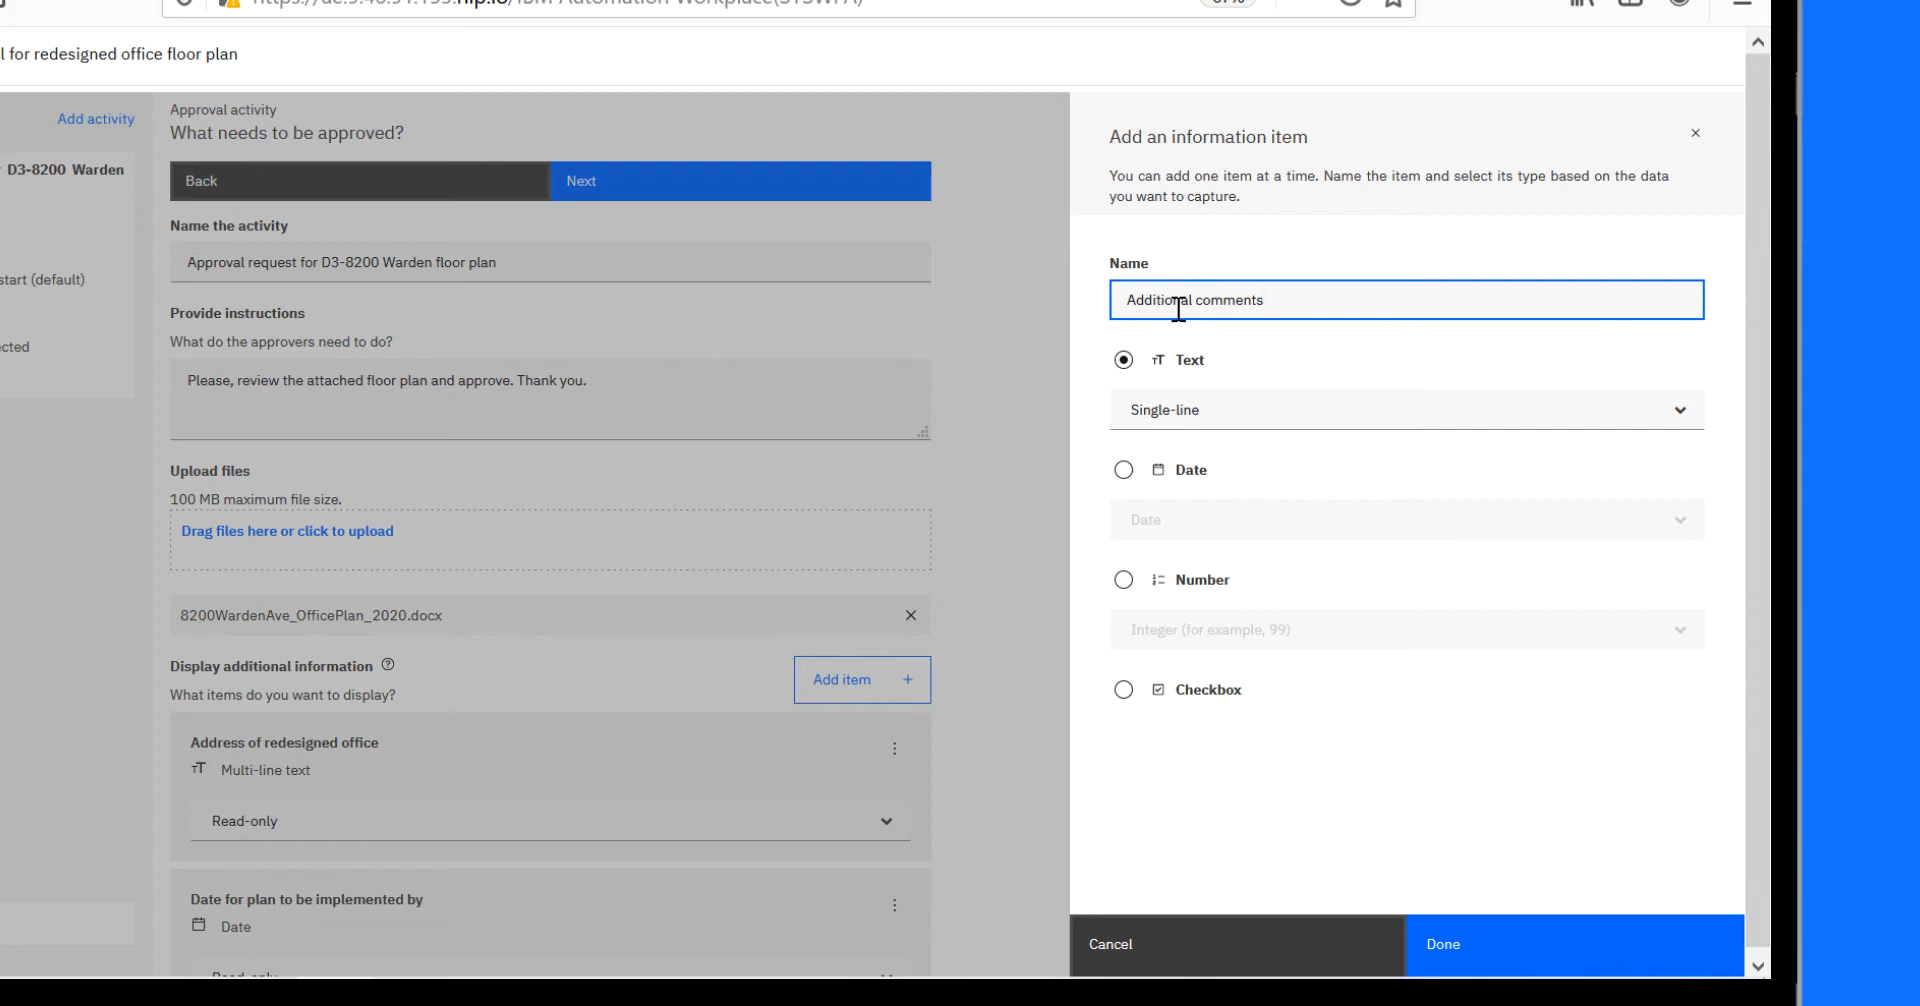 l for redesigned office floor plan
Add activity
D3-8200 Warden
start (default)
ected
Approval activity
What needs to be approved?
Back
Next
Name the activity
Approval request for D3-8200 Warden floor plan
Provide instructions
What do the approvers need to do?
Please, review the attached floor plan and approve. Thank you.
Upload files
100 MB maximum file size.
Drag files here or click to upload
8200WardenAve_OfficePlan_2020.docx
Display additional information
What items do you want to display?
Add item +
Address of redesigned office
Multi-line text
Read-only
Date for plan to be implemented by
Date
Add an information item
You can add one item at a time. Name the item and select its type based on the data
you want to capture.
Name
Additional comments
Text
Single-line
Date
Date
Number
Integer (for example, 99)
Checkbox
Cancel
Done